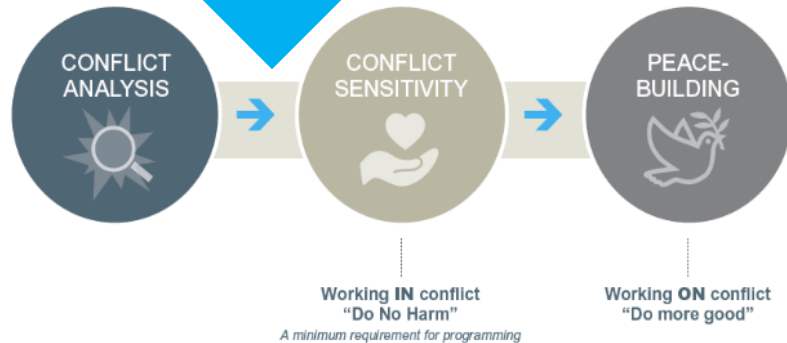 CONFLICT
ANALYSIS
CONFLICT
SENSITIVITY
PEACE-
BUILDING
Working IN conflict
“Do No Harm”
A minimum requirement for programming
Working ON conflict
“Do more good”